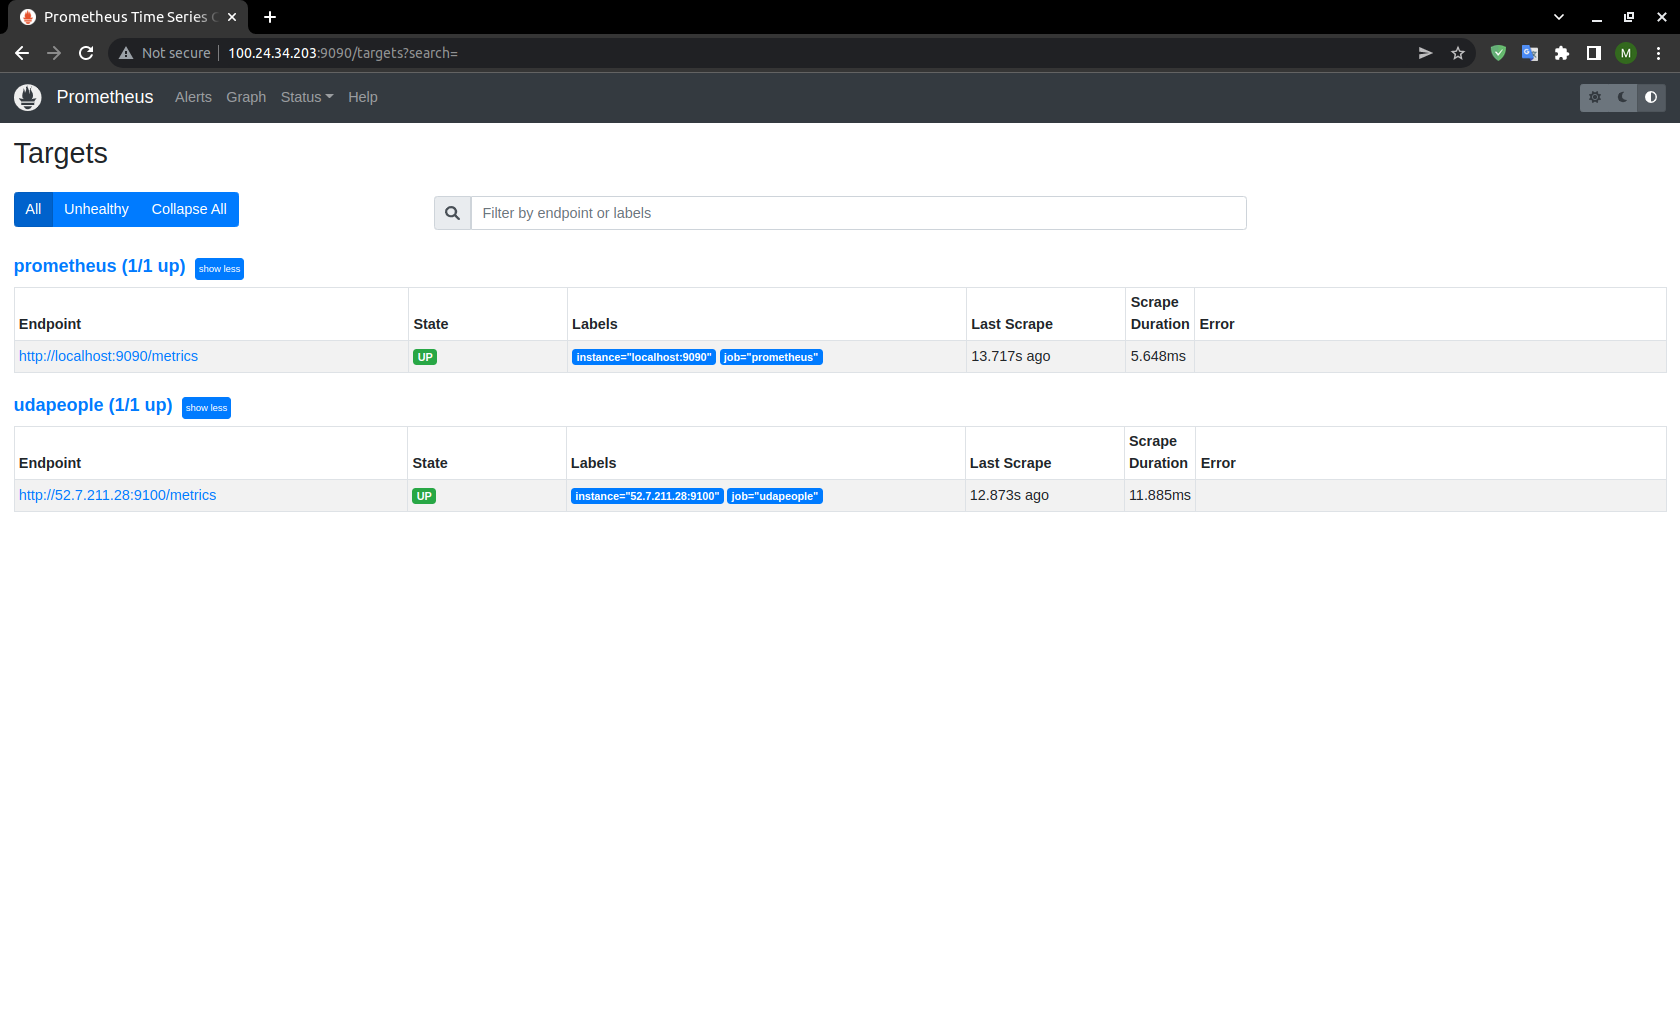 Prometheus Time Series C
Not secure 100.24.34.203:9090/targets?search=
M
Prometheus Alerts Graph Status Help
Targets
All Unhealthy Collapse All
Filter by endpoint or labels
prometheus (1/1 up) show less
Endpoint State Labels Last Scrape Scrape Duration Error
http://localhost:9090/metrics UP instance="localhost:9090" job="prometheus" 13.717s ago 5.648ms
udapeople (1/1 up) show less
Endpoint State Labels Last Scrape Scrape Duration Error
http://52.7.211.28:9100/metrics UP instance="52.7.211.28:9100" job="udapeople" 12.873s ago 11.885ms